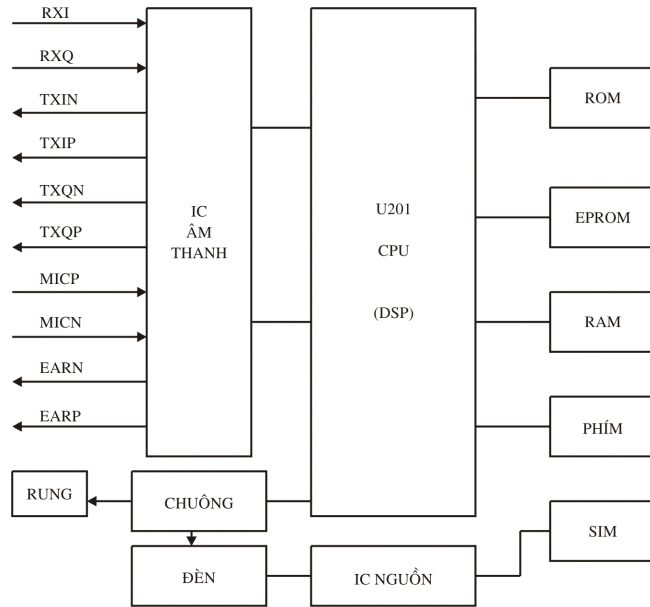 RXI
RXQ
TXIN
TXIP
TXQN
TXQP
MICP
MICN
EARN
EARP
IC
ÂM
THANH
U201
CPU
(DSP)
ROM
EPROM
RAM
PHÍM
SIM
RUNG
CHUÔNG
ĐÈN
IC NGUỒN